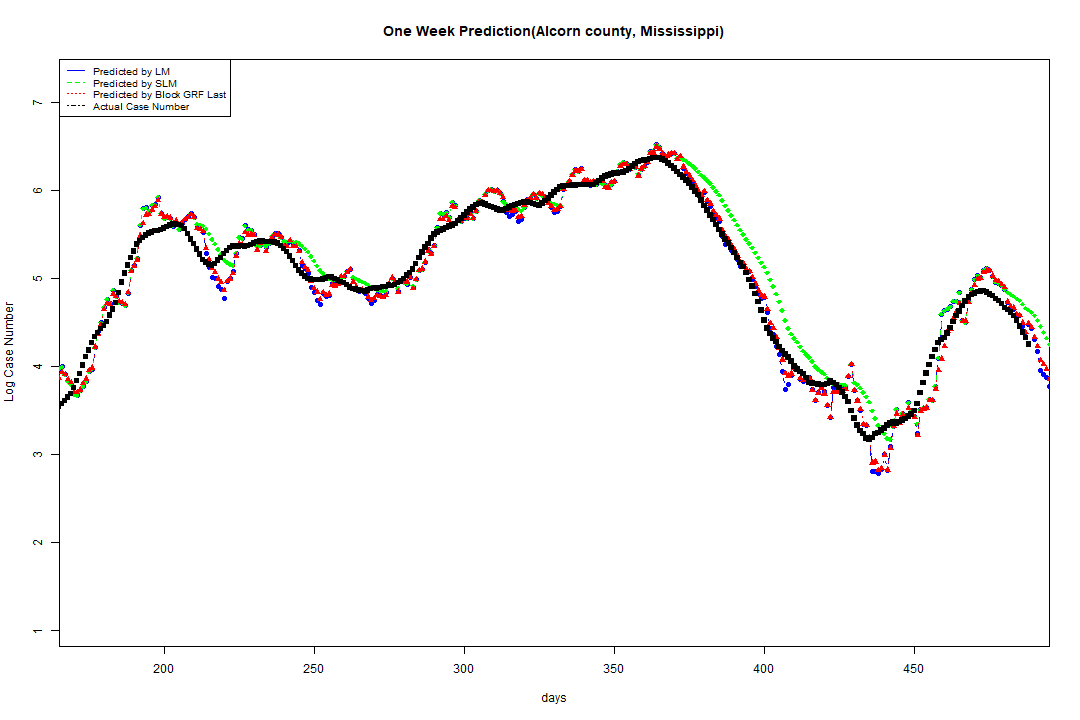 One Week Prediction(Alcorn county, Mississippi)
Predicted by LM
Predicted by SLM
Predicted by Block GRF Last
Actual Case Number
7
6
5
4
3
2
1
Log Case Number
200 250 300 350 400 450
days